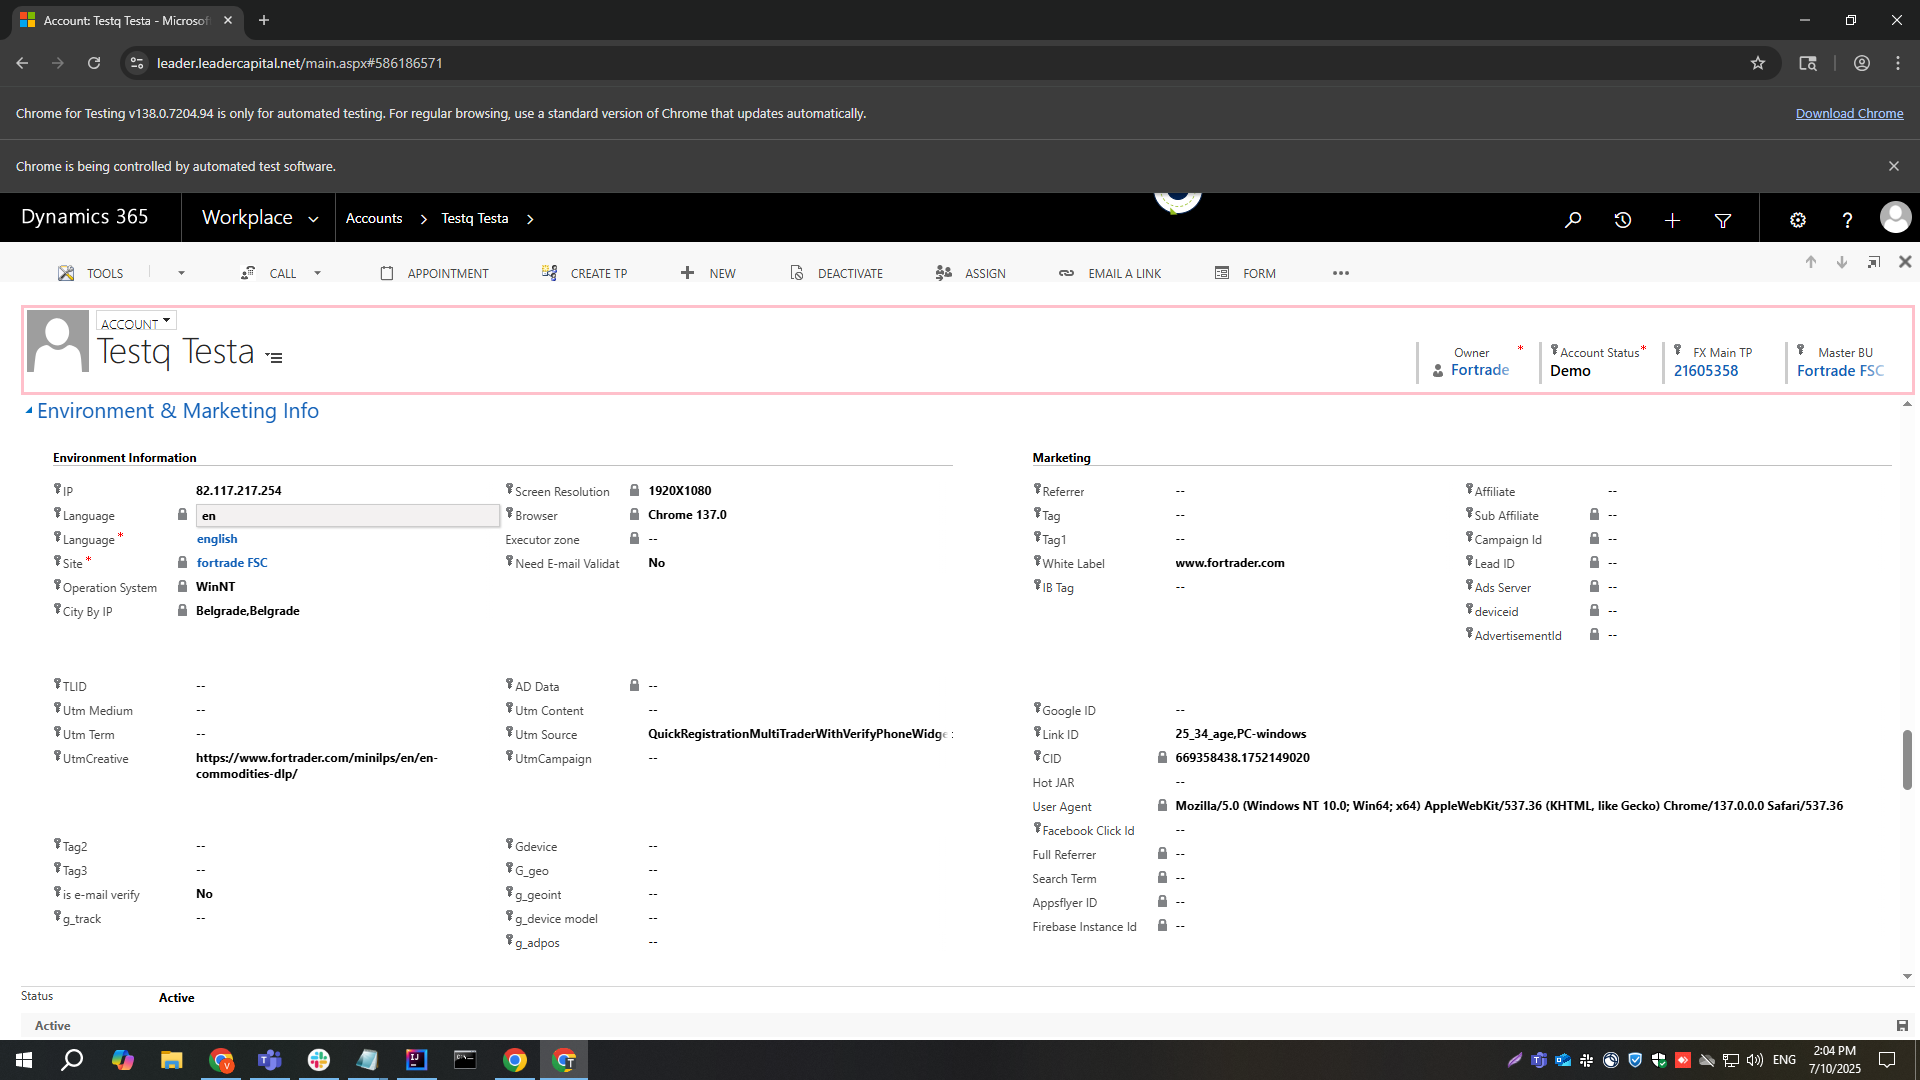 Account: Testq Testa - Microsof
leader.leadercapital.net/main.aspx#586186571
Chrome for Testing v138.0.7204.94 is only for automated testing. For regular browsing, use a standard version of Chrome that updates automatically.
Download Chrome
Chrome is being controlled by automated test software.
Dynamics 365
Workplace
Accounts
Testq Testa
TOOLS
CALL
APPOINTMENT
CREATE TP
NEW
DEACTIVATE
ASSIGN
EMAIL A LINK
FORM
ACCOUNT
Testq Testa
Owner *
Fortrade
Account Status *
Demo
FX Main TP
21605358
Master BU
Fortrade FSC
Environment & Marketing Info
Environment Information
IP 82.117.217.254
Language en
Language * english
Site * fortrade FSC
Operation System WinNT
City By IP Belgrade,Belgrade
Screen Resolution 1920X1080
Browser Chrome 137.0
Executor zone --
Need E-mail Validat No
Marketing
Referrer --
Tag --
Tag1 --
White Label www.fortrader.com
IB Tag --
Affiliate --
Sub Affiliate --
Campaign Id --
Lead ID --
Ads Server --
deviceid --
AdvertisementId --
TLID --
Utm Medium --
Utm Term --
UtmCreative https://www.fortrader.com/minilps/en/en-
commodities-dlp/
AD Data --
Utm Content --
Utm Source QuickRegistrationMultiTraderWithVerifyPhoneWidge
UtmCampaign --
Google ID --
Link ID 25_34_age,PC-windows
CID 669358438.1752149020
Hot JAR --
User Agent Mozilla/5.0 (Windows NT 10.0; Win64; x64) AppleWebKit/537.36 (KHTML, like Gecko) Chrome/137.0.0.0 Safari/537.36
Facebook Click Id --
Full Referrer --
Search Term --
Appsflyer ID --
Firebase Instance Id --
Tag2 --
Tag3 --
is e-mail verify No
g_track --
Gdevice --
G_geo --
g_geoint --
g_device model --
g_adpos --
Status Active
Active
ENG
2:04 PM
7/10/2025